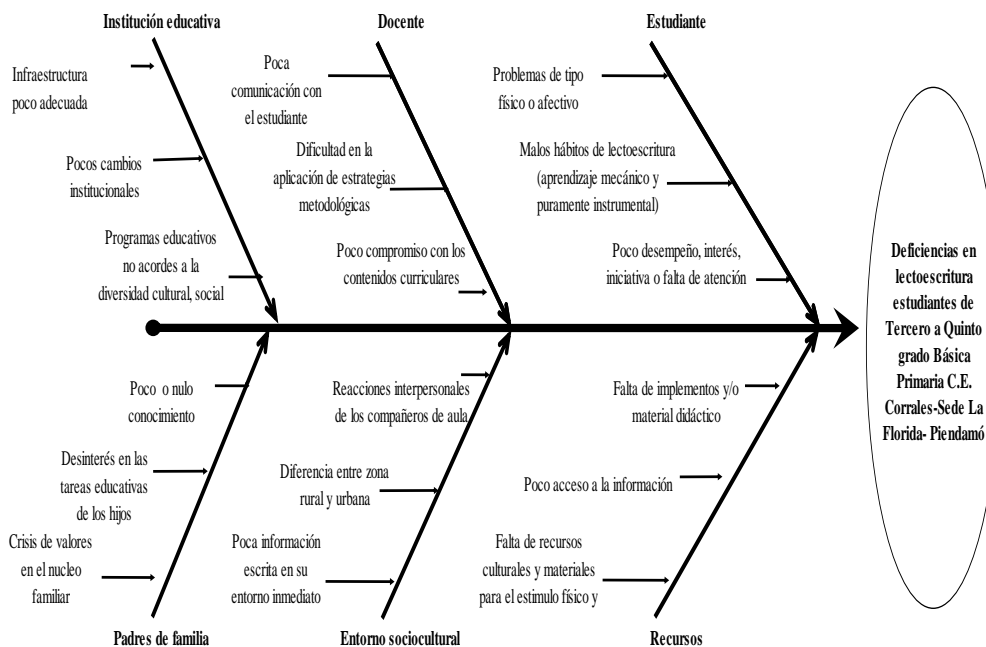 Institución educativa
Docente
Estudiante
Infraestructura
poco adecuada
Pocos cambios
institucionales
Programas educativos
no acordes a la
diversidad cultural, social
Poca
comunicación con
el estudiante
Dificultad en la
aplicación de estrategias
metodológicas
Poco compromiso con los
contenidos curriculares
Problemas de tipo
físico o afectivo
Malos hábitos de lectoescritura
(aprendizaje mecánico y
puramente instrumental)
Poco desempeño, interés,
iniciativa o falta de atención
Deficiencias en
lectoescritura
estudiantes de
Tercero a Quinto
grado Básica
Primaria C.E.
Corrales-Sede La
Florida- Piendamó
Poco o nulo
conocimiento
Desinterés en las
tareas educativas
de los hijos
Crisis de valores
en el nucleo
familiar
Reacciones interpersonales
de los compañeros de aula
Diferencia entre zona
rural y urbana
Poca información
escrita en su
entorno inmediato
Falta de implementos y/o
material didáctico
Poco acceso a la información
Falta de recursos
culturales y materiales
para el estimulo físico y
Padres de familia
Entorno sociocultural
Recursos